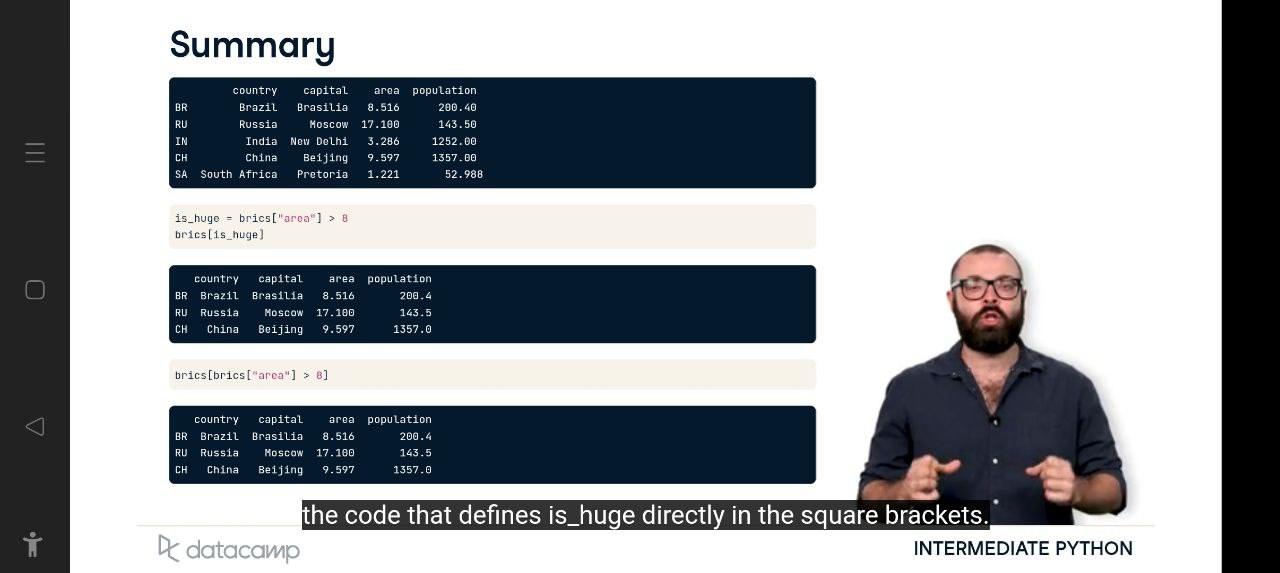 Summary
country capital area population
BR Brazil Brasilia 8.516 200.40
RU Russia Moscow 17.100 143.50
IN India New Delhi 3.286 1252.00
CH China Beijing 9.597 1357.00
SA South Africa Pretoria 1.221 52.988
is_huge = brics["area"] > 8
brics[is_huge]
country capital area population
BR Brazil Brasilia 8.516 200.4
RU Russia Moscow 17.100 143.5
CH China Beijing 9.597 1357.0
brics[brics["area"] > 8]
country capital area population
BR Brazil Brasilia 8.516 200.4
RU Russia Moscow 17.100 143.5
CH China Beijing 9.597 1357.0
the code that defines is_huge directly in the square brackets.
datacamp
INTERMEDIATE PYTHON